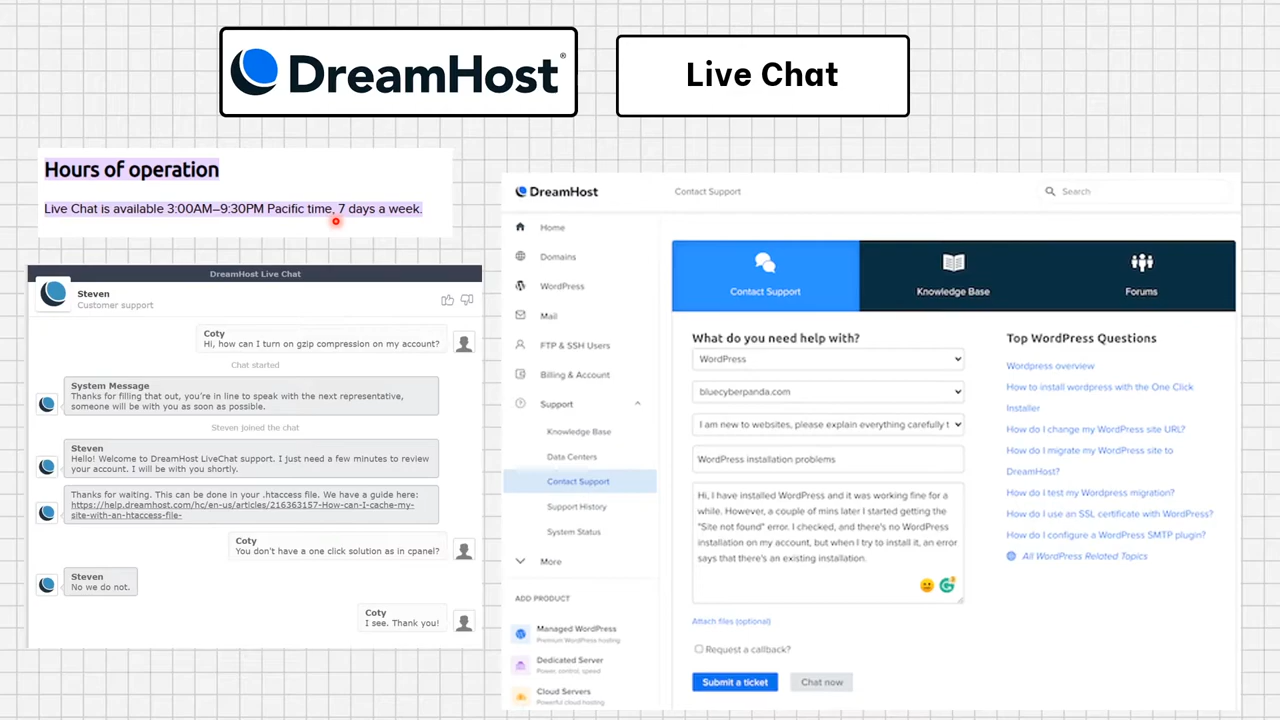 DreamHost®
Live Chat
Hours of operation
Live Chat is available 3:00AM–9:30PM Pacific time, 7 days a week.
DreamHost Live Chat
Steven
Customer support
Coty
Hi, how can I turn on gzip compression on my account?
Chat started
System Message
Thanks for filling that out, you're in line to speak with the next representative,
someone will be with you as soon as possible.
Steven joined the chat
Steven
Hello! Welcome to DreamHost LiveChat support. I just need a few minutes to review
your account. I will be with you shortly.
Thanks for waiting. This can be done in your .htaccess file. We have a guide here:
https://help.dreamhost.com/hc/en-us/articles/216363157-How-can-I-cache-my-
site-with-an-htaccess-file-
Coty
You don't have a one click solution as in cpanel?
Steven
No we do not.
Coty
I see. Thank you!
DreamHost
Contact Support
Search
Home
Domains
WordPress
Mail
FTP & SSH Users
Billing & Account
Support
Knowledge Base
Data Centers
Contact Support
Support History
System Status
More
ADD PRODUCT
Managed WordPress
Premium WordPress hosting
Dedicated Server
Power, control, speed
Cloud Servers
Powerful cloud hosting
Contact Support
Knowledge Base
Forums
What do you need help with?
WordPress
bluecyberpanda.com
I am new to websites, please explain everything carefully t
WordPress installation problems
Hi, I have installed WordPress and it was working fine for a
while. However, a couple of mins later I started getting the
"Site not found" error. I checked, and there's no WordPress
installation on my account, but when I try to install it, an error
says that there's an existing installation.
Attach files (optional)
Request a callback?
Submit a ticket
Chat now
Top WordPress Questions
Wordpress overview
How to install wordpress with the One Click
Installer
How do I change my WordPress site URL?
How do I migrate my WordPress site to
DreamHost?
How do I test my Wordpress migration?
How do I use an SSL certificate with WordPress?
How do I configure a WordPress SMTP plugin?
All WordPress Related Topics